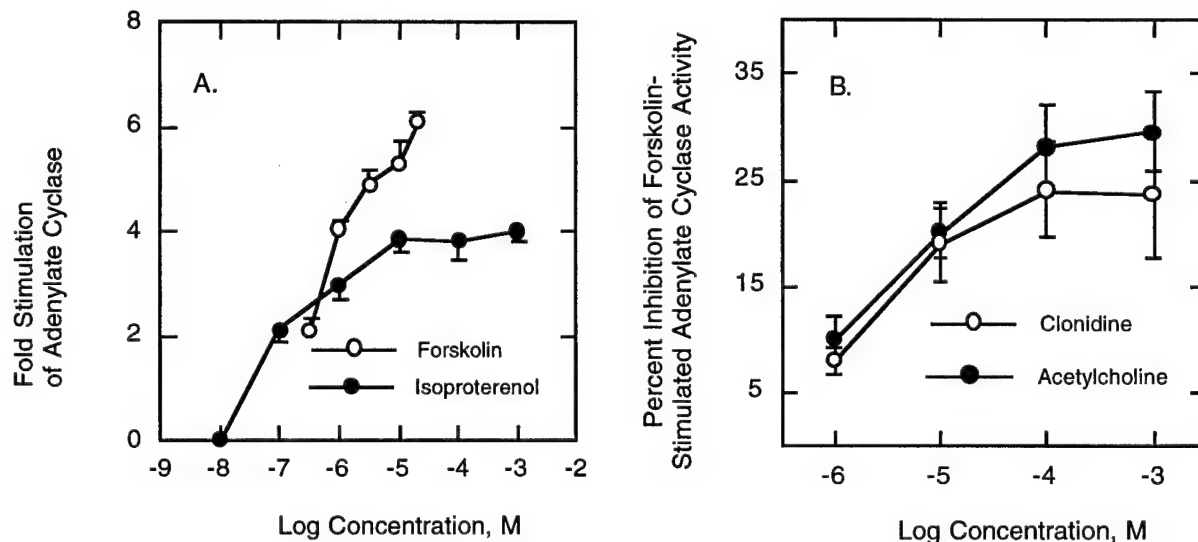 A.
Fold Stimulation
of Adenylate Cyclase
8
6
4
2
0
Forskolin
Isoproterenol
-9 -8 -7 -6 -5 -4 -3 -2
Log Concentration, M
B.
Percent Inhibition of Forskolin-
Stimulated Adenylate Cyclase Activity
35
25
15
5
Clonidine
Acetylcholine
-6 -5 -4 -3
Log Concentration, M